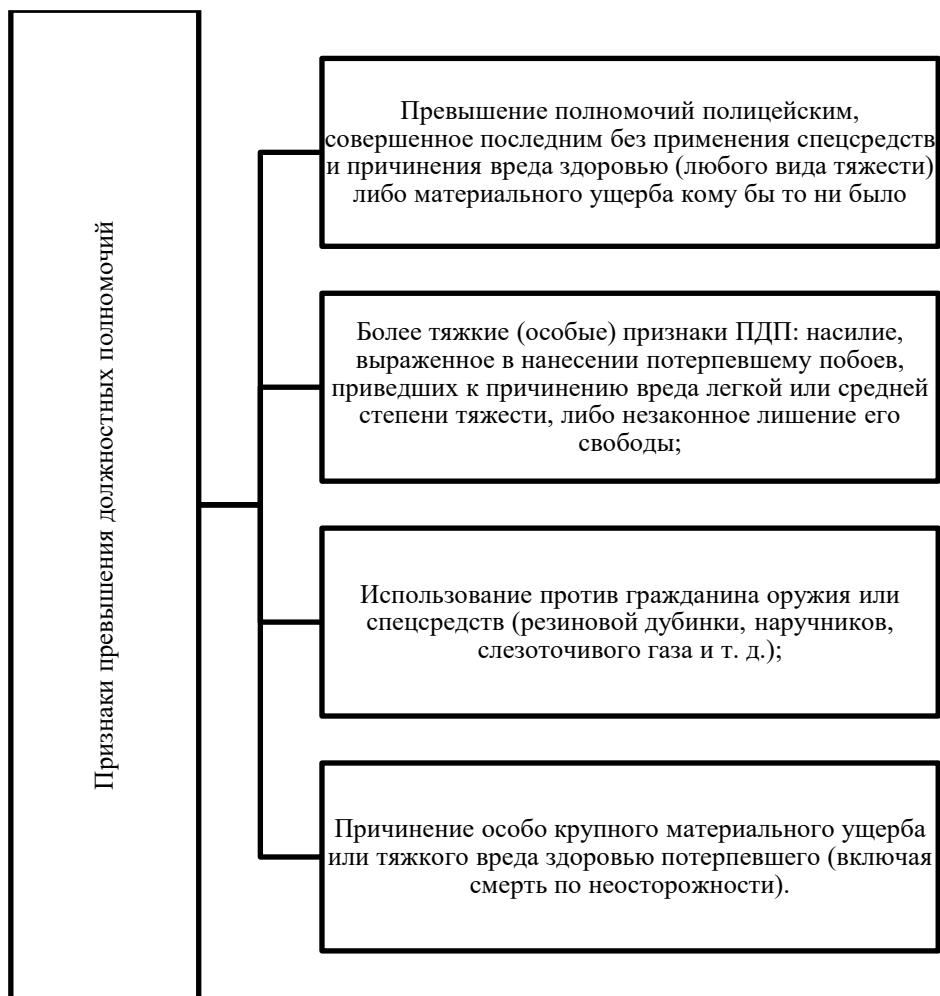 Признаки превышения должностных полномочий
Превышение полномочий полицейским,
совершенное последним без применения спецсредств
и причинения вреда здоровью (любого вида тяжести)
либо материального ущерба кому бы то ни было
Более тяжкие (особые) признаки ПДП: насилие,
выраженное в нанесении потерпевшему побоев,
приведших к причинению вреда легкой или средней
степени тяжести, либо незаконное лишение его
свободы;
Использование против гражданина оружия или
спецсредств (резиновой дубинки, наручников,
слезоточивого газа и т. д.);
Причинение особо крупного материального ущерба
или тяжкого вреда здоровью потерпевшего (включая
смерть по неосторожности).